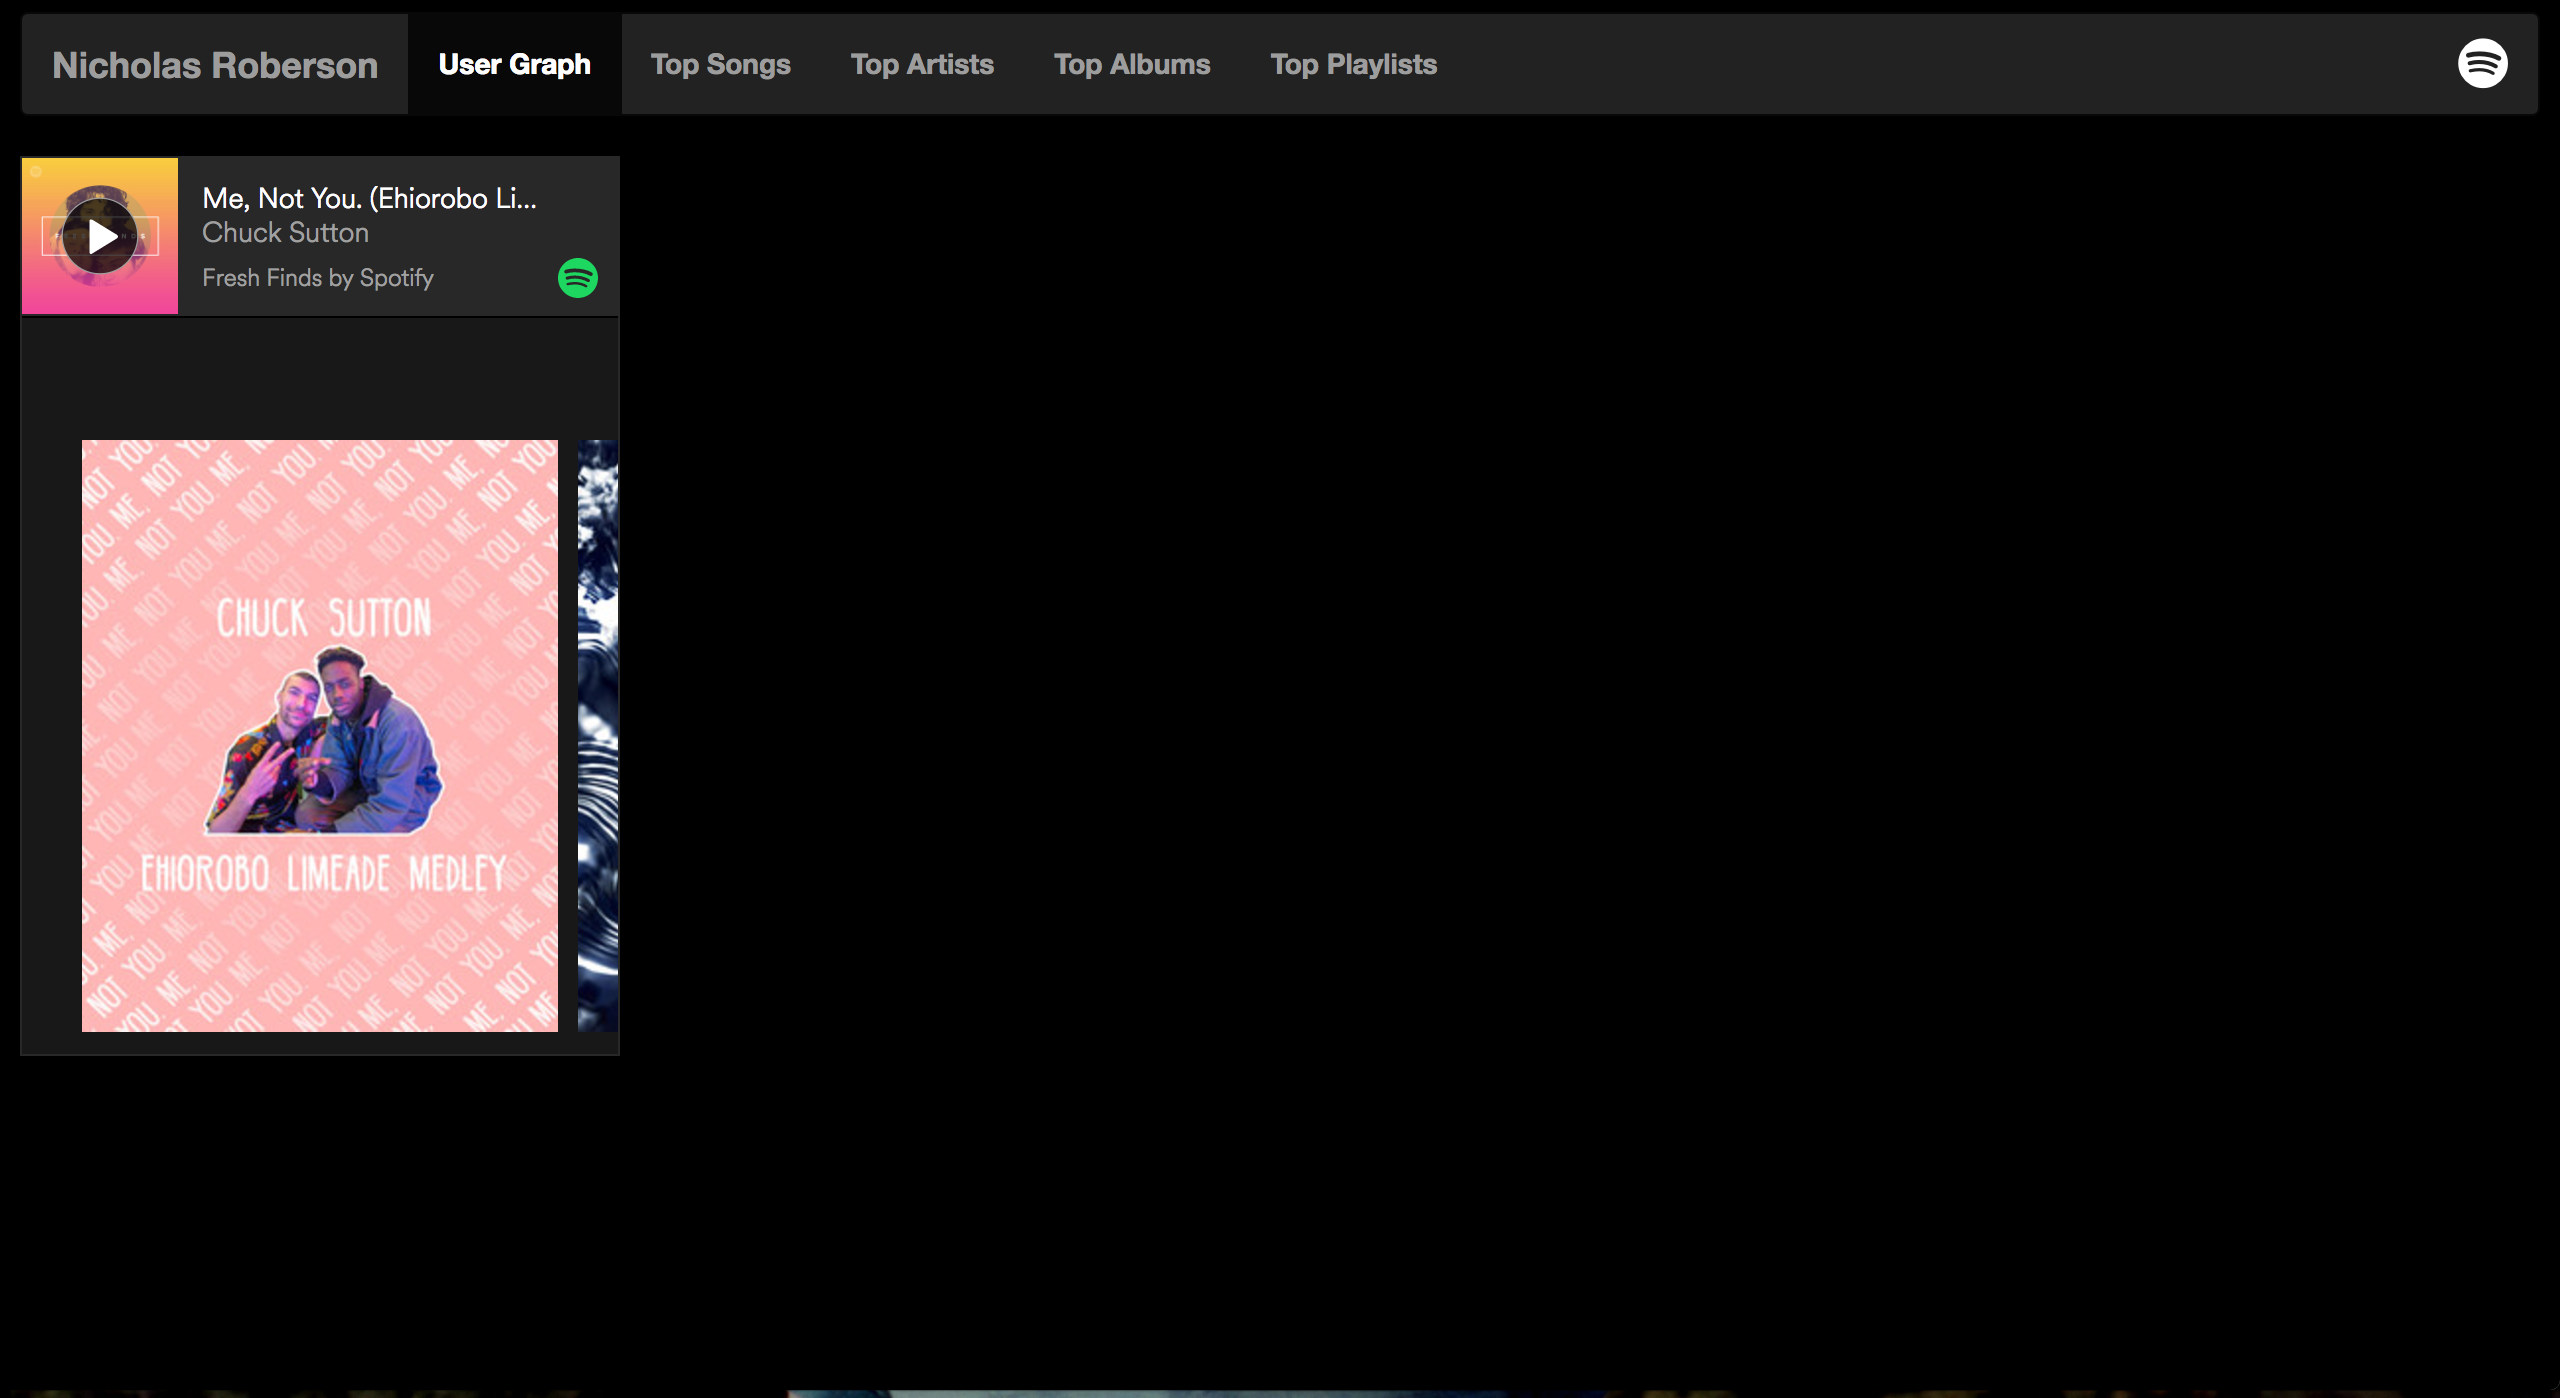 Nicholas Roberson
User Graph
Top Songs
Top Artists
Top Albums
Top Playlists
Me, Not You. (Ehiorobo Li...
Chuck Sutton
Fresh Finds by Spotify
CHUCK SUTTON
EHIOROBO LIMEADE MEDLEY